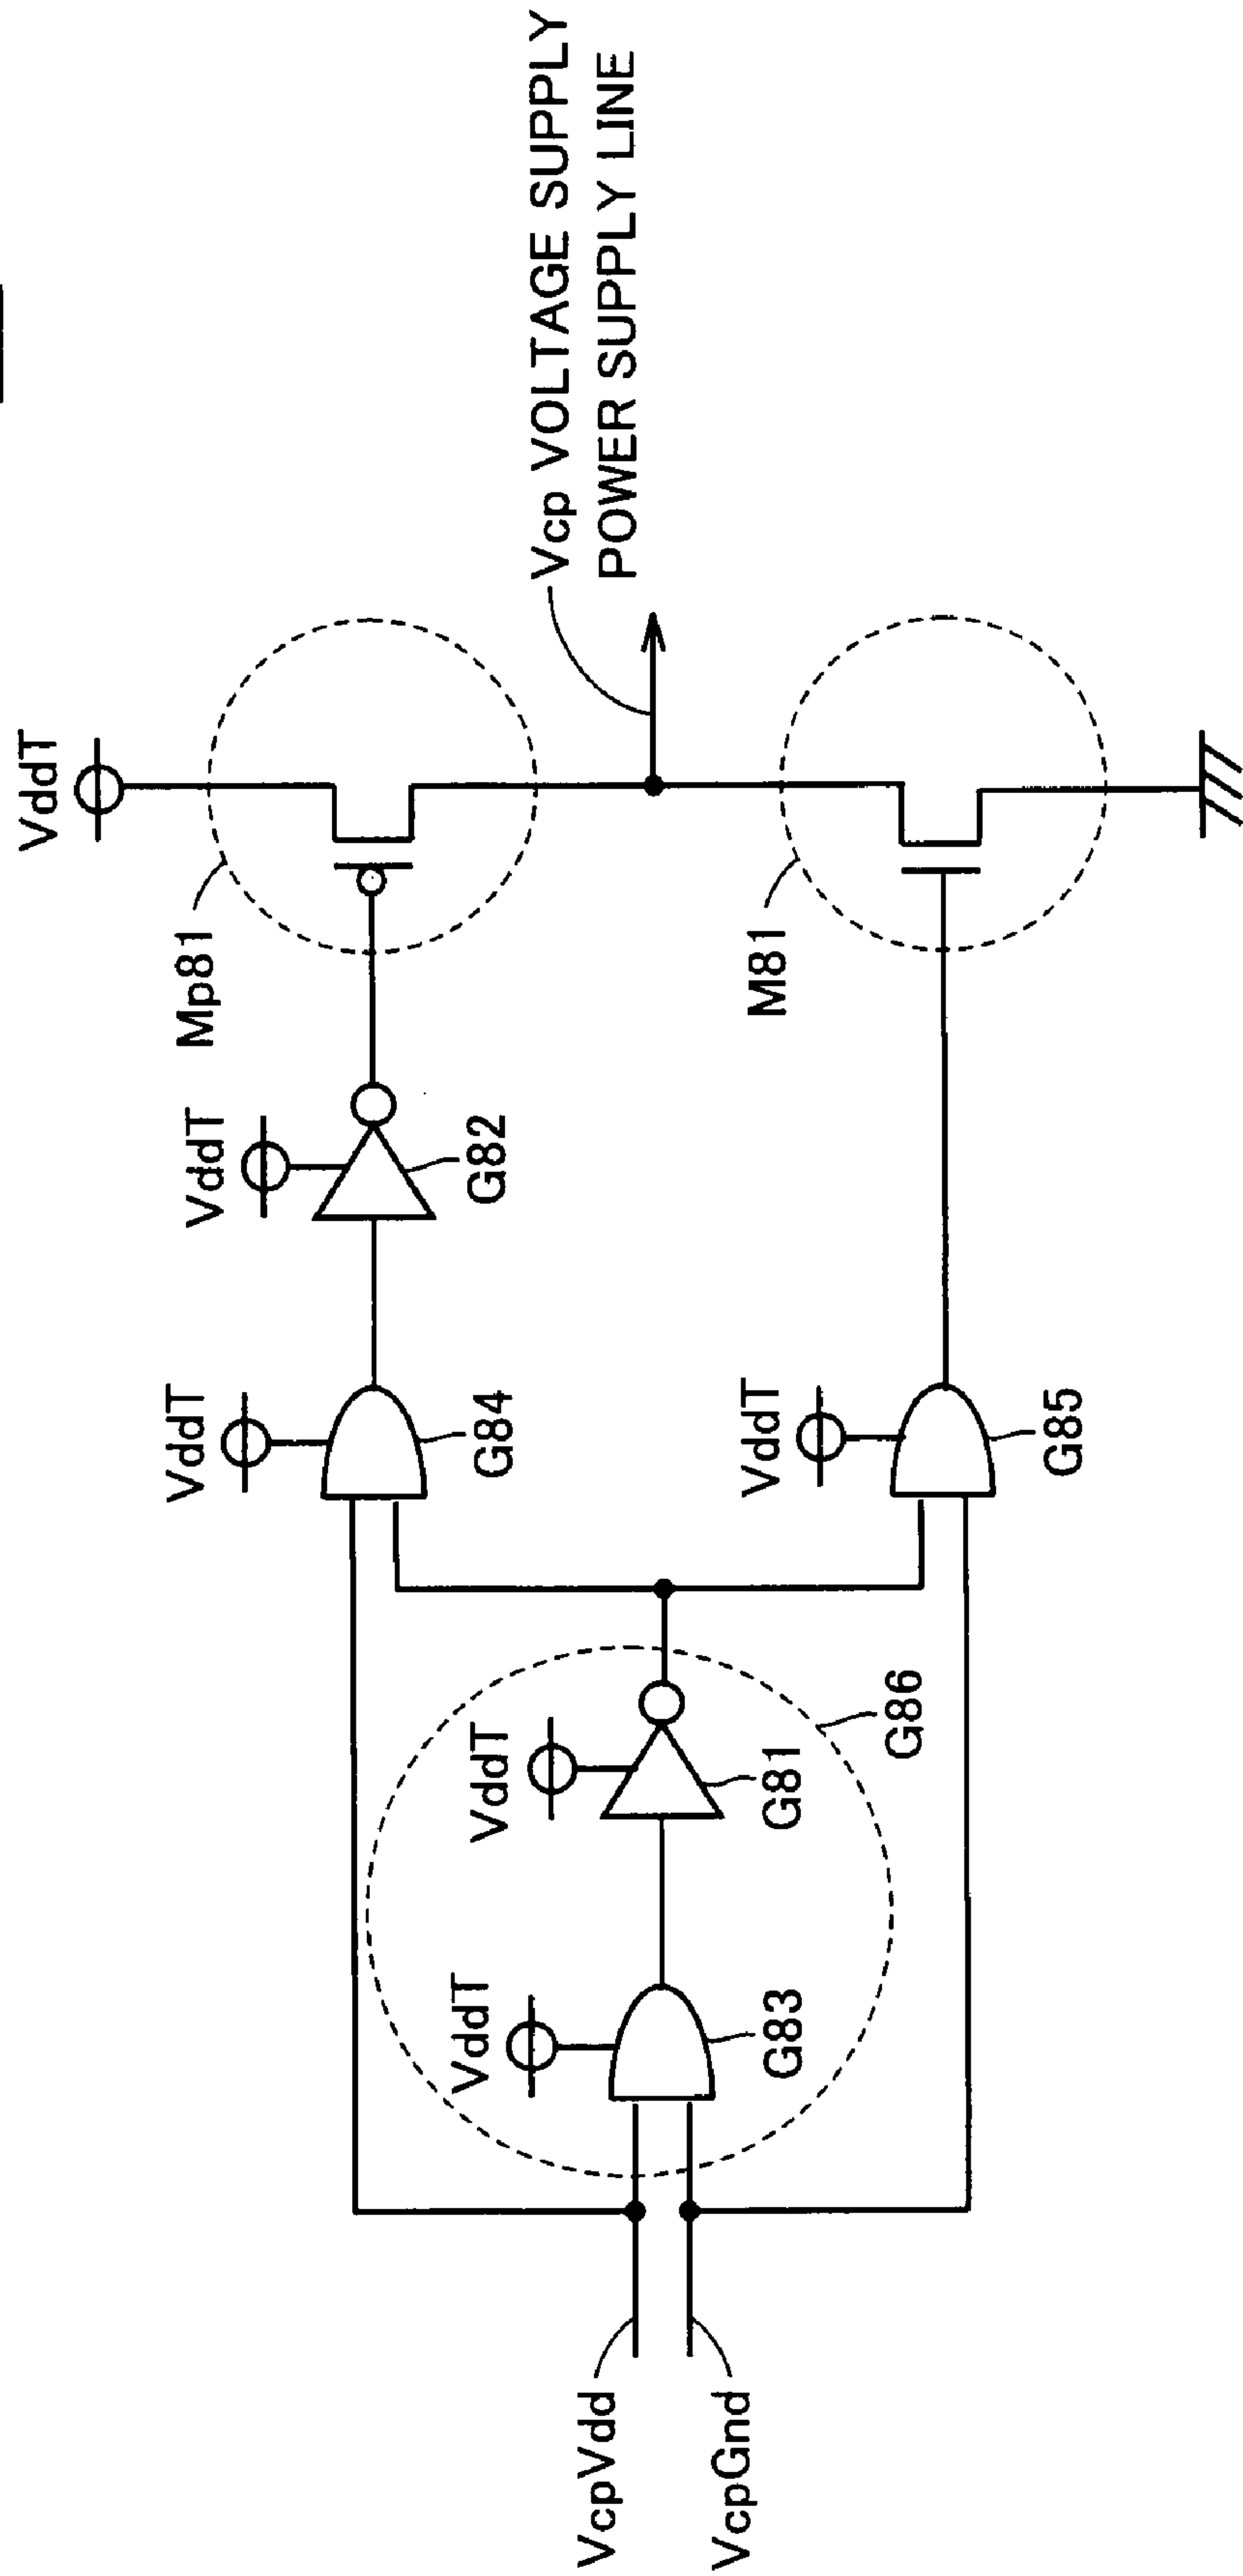 VddT
Mp81
VddT
G82
VddT
G84
Vcp VOLTAGE SUPPLY
POWER SUPPLY LINE
VddT
G81
VddT
G83
G86
VcpVdd
VcpGnd
M81
VddT
G85